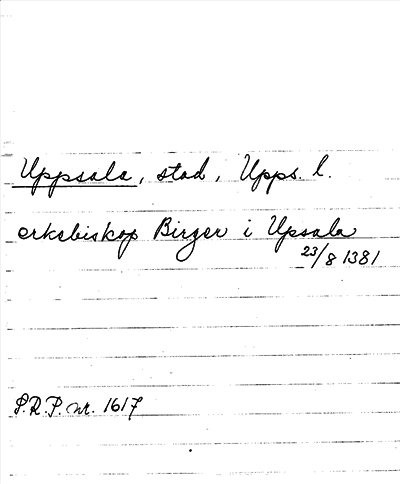 Uppsala, stad, Upps. l.
erkebiskop Birger i Upsala
23/8 1381
S.R.P. nr. 1617